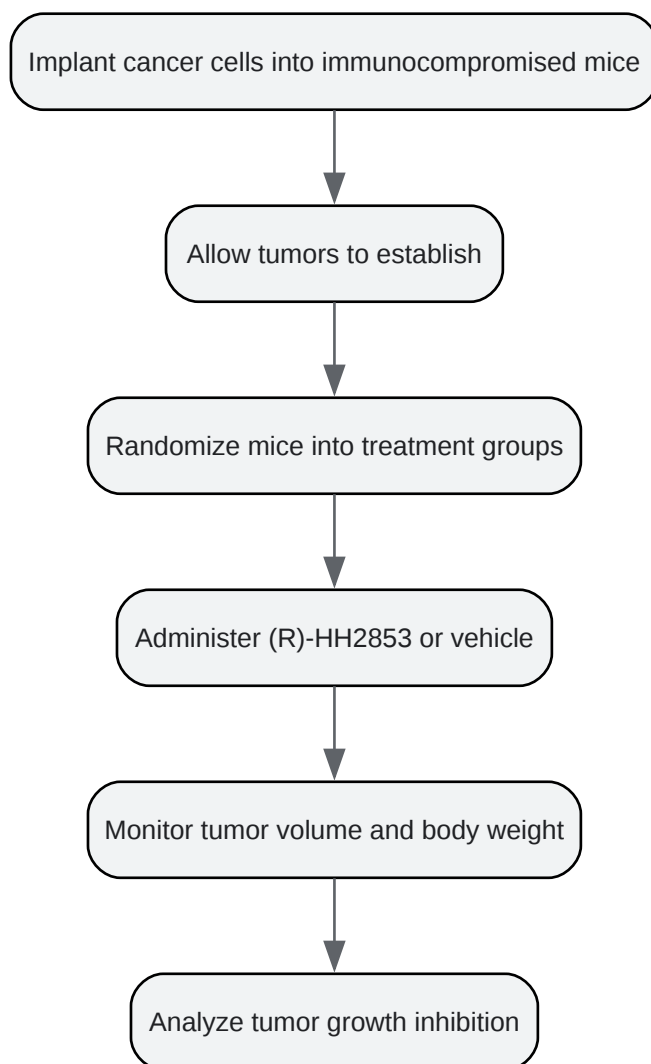 Implant cancer cells into immunocompromised mice
Allow tumors to establish
Randomize mice into treatment groups
Administer (R)-HH2853 or vehicle
Monitor tumor volume and body weight
Analyze tumor growth inhibition